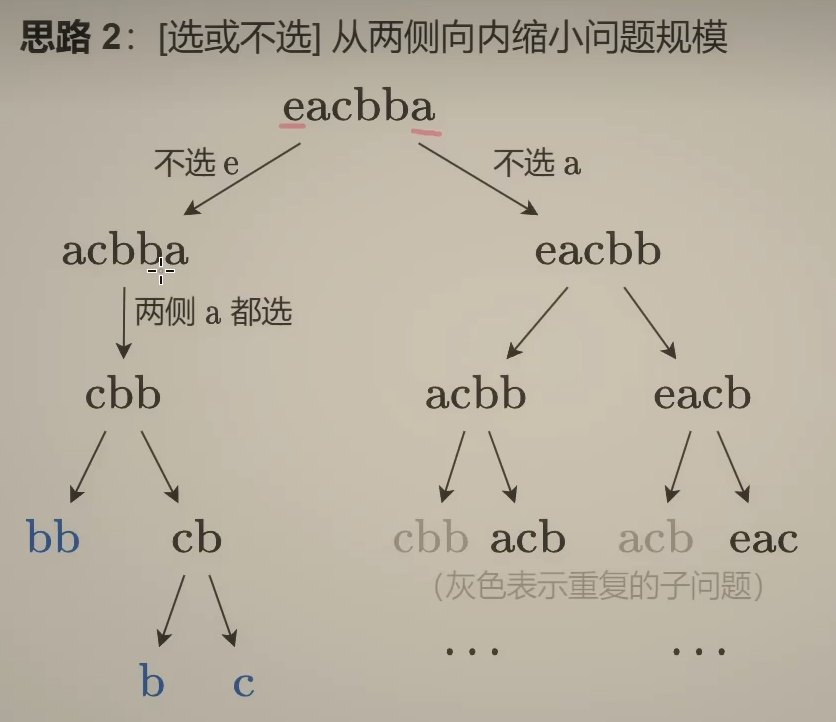 思路 2：[选或不选] 从两侧向内缩小问题规模
eacbba
不选 e 不选 a
acbba eacbb
两侧 a 都选
cbb acbb eacb
bb cb cbb acb acb eac
（灰色表示重复的子问题）
... ...
b c